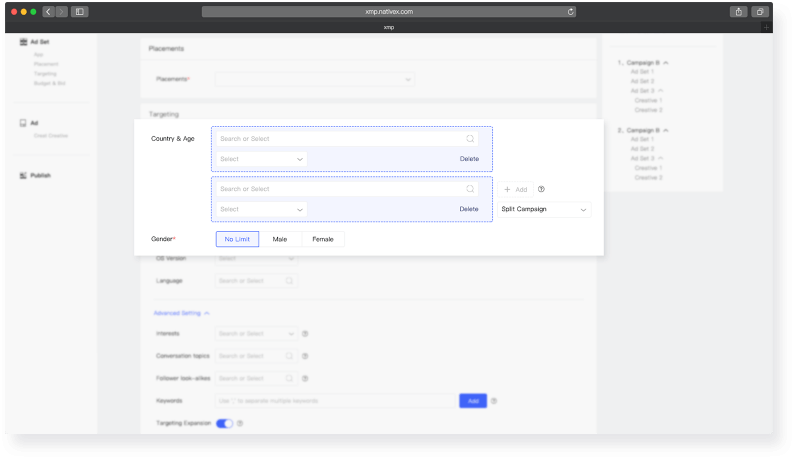 xmp.nativex.com
xmp
Ad Set
App
Placement
Targeting
Budget & Bid
Ad
Creat Creative
Publish
Placements
Placements*
Targeting
Country & Age
Search or Select
Select
Delete
Search or Select
Add
Select
Delete
Split Campaign
Gender*
No Limit
Male
Female
OS Version
Select
Language
Search or Select
Advanced Setting
Interests
Search or Select
Conversation topics
Search or Select
Follower look-alikes
Search or Select
Keywords
Use ',' to separate multiple keywords
Add
Targeting Expansion
1. Campaign B
Ad Set 1
Ad Set 2
Ad Set 3
Creative 1
Creative 2
2. Campaign B
Ad Set 1
Ad Set 2
Ad Set 3
Creative 1
Creative 2